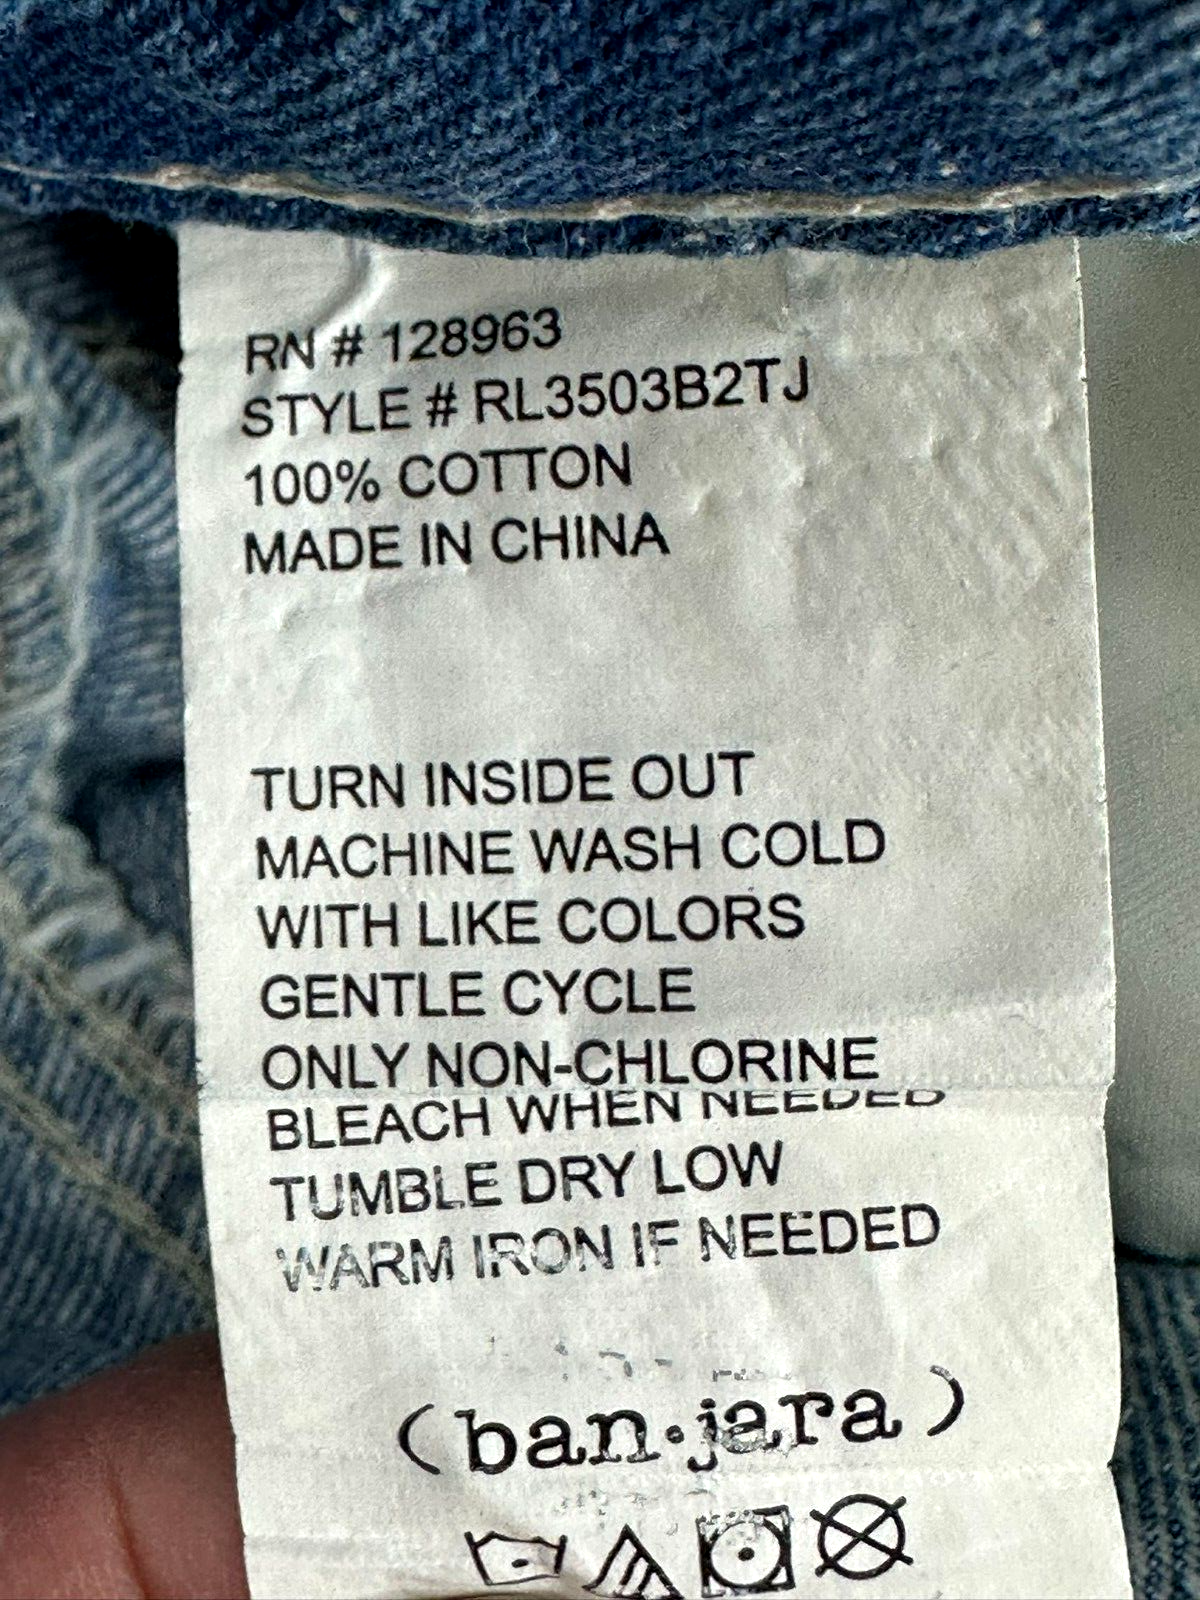 RN # 128963
STYLE # RL3503B2TJ
100% COTTON
MADE IN CHINA
TURN INSIDE OUT
MACHINE WASH COLD
WITH LIKE COLORS
GENTLE CYCLE
ONLY NON-CHLORINE
BLEACH WHEN NEEDED
TUMBLE DRY LOW
WARM IRON IF NEEDED
(ban·jara)